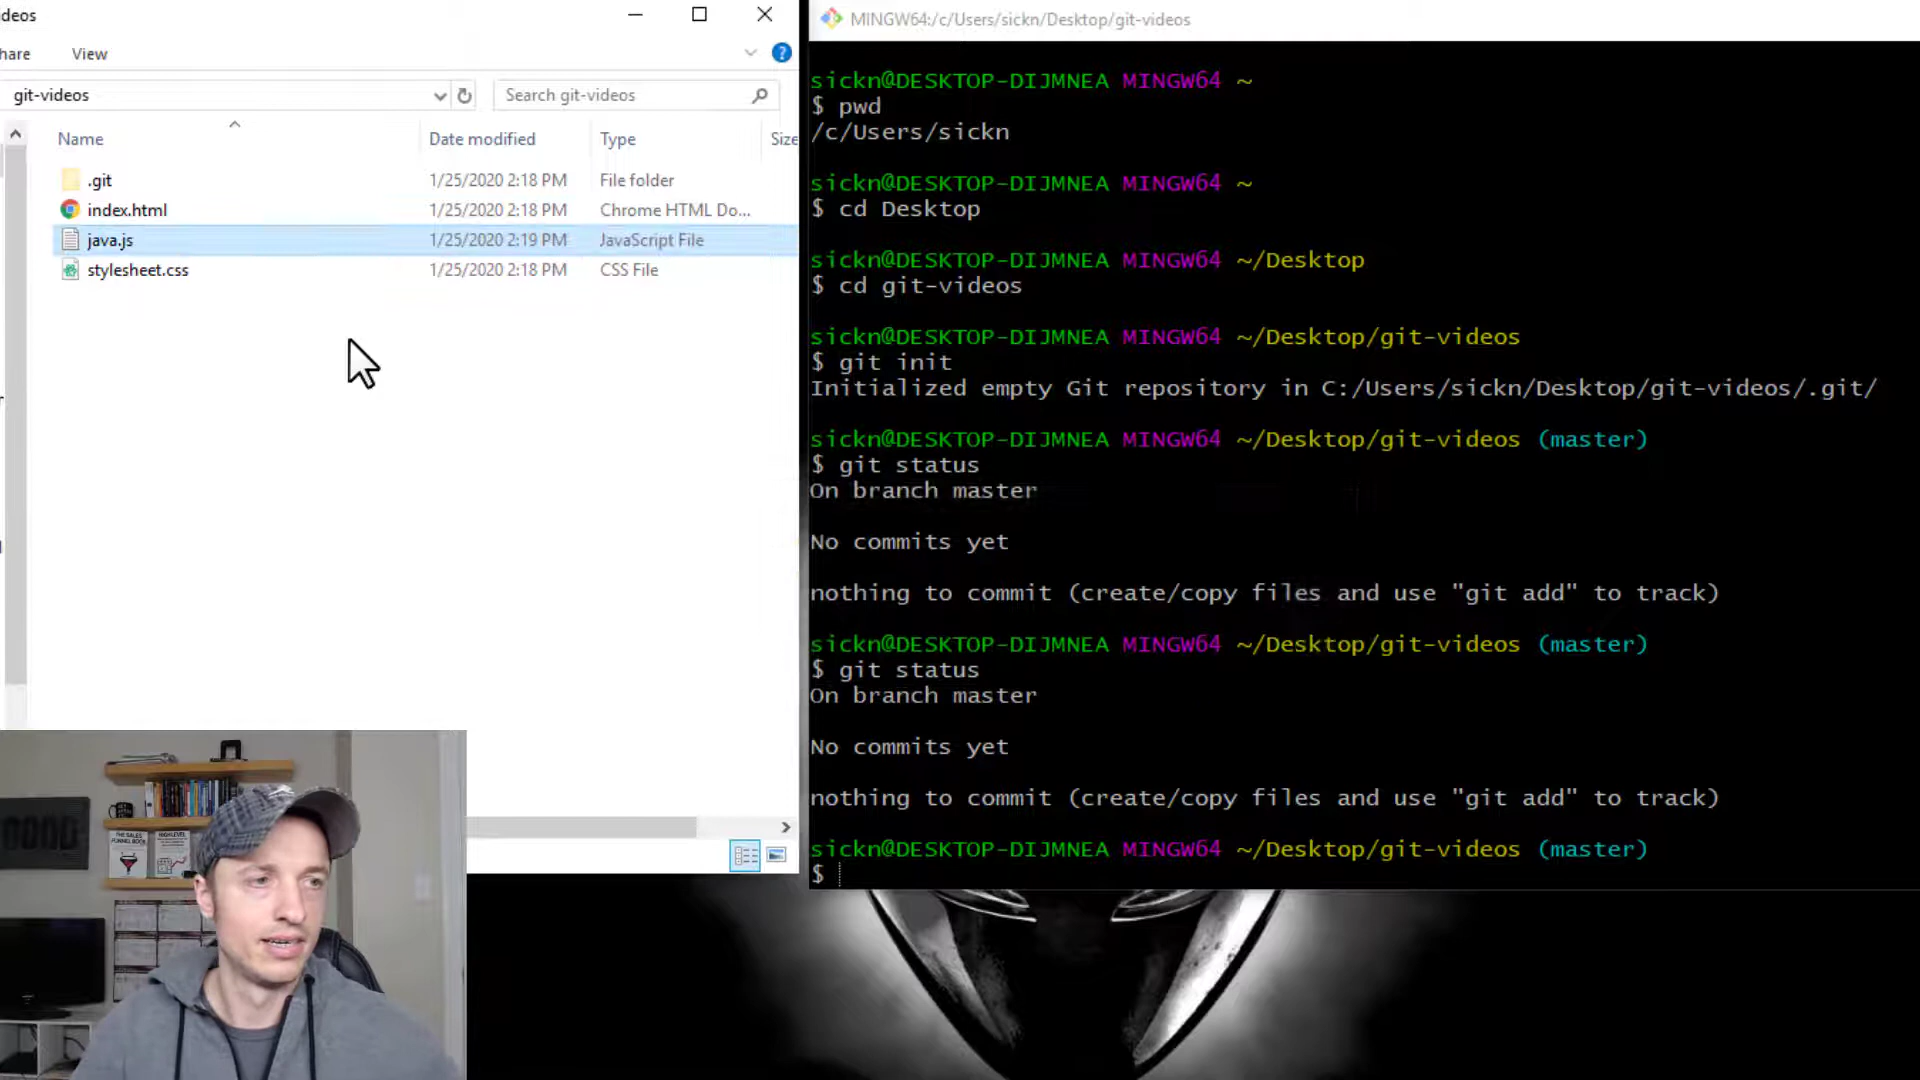 deos
hare
View
git-videos
Search git-videos
Name
Date modified
Type
Size
.git
1/25/2020 2:18 PM
File folder
index.html
1/25/2020 2:18 PM
Chrome HTML Do...
java.js
1/25/2020 2:19 PM
JavaScript File
stylesheet.css
1/25/2020 2:18 PM
CSS File
MINGW64:/c/Users/sickn/Desktop/git-videos
sickn@DESKTOP-DIJMNEA MINGW64 ~
$ pwd
/c/Users/sickn
sickn@DESKTOP-DIJMNEA MINGW64 ~
$ cd Desktop
sickn@DESKTOP-DIJMNEA MINGW64 ~/Desktop
$ cd git-videos
sickn@DESKTOP-DIJMNEA MINGW64 ~/Desktop/git-videos
$ git init
Initialized empty Git repository in C:/Users/sickn/Desktop/git-videos/.git/
sickn@DESKTOP-DIJMNEA MINGW64 ~/Desktop/git-videos (master)
$ git status
On branch master
No commits yet
nothing to commit (create/copy files and use "git add" to track)
sickn@DESKTOP-DIJMNEA MINGW64 ~/Desktop/git-videos (master)
$ git status
On branch master
No commits yet
nothing to commit (create/copy files and use "git add" to track)
sickn@DESKTOP-DIJMNEA MINGW64 ~/Desktop/git-videos (master)
$